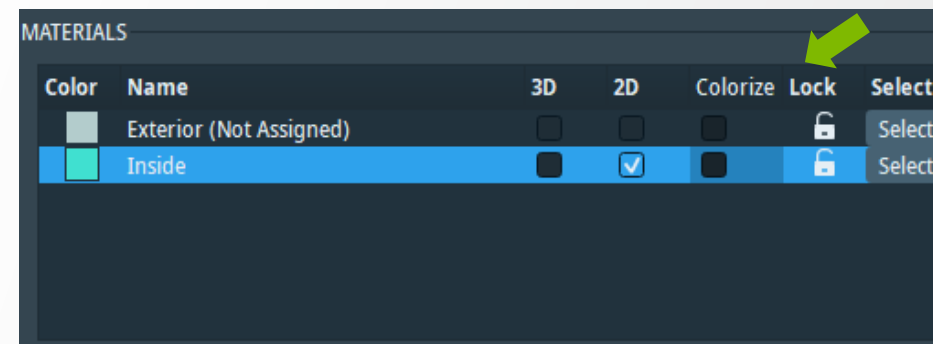 MATERIALS
Color Name 3D 2D Colorize Lock Select
Exterior (Not Assigned) Select
Inside Select